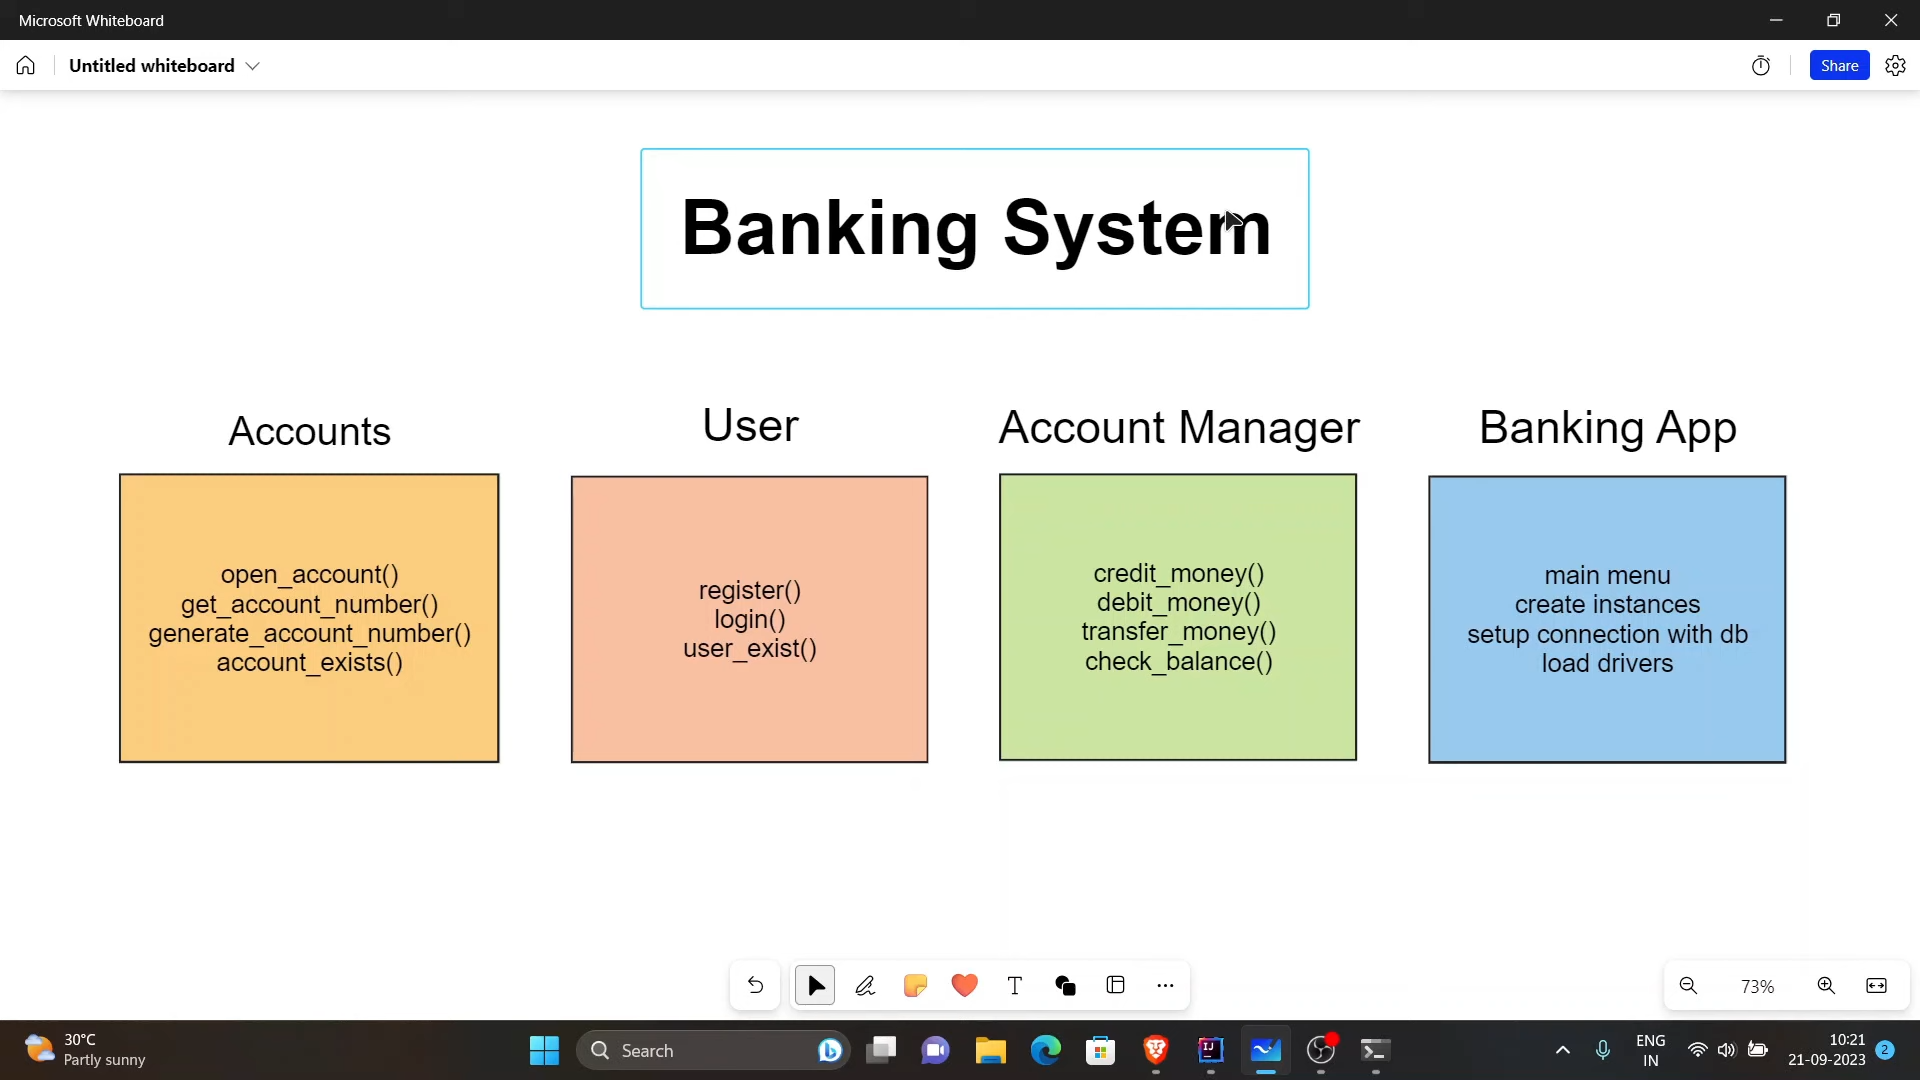 Microsoft Whiteboard
Untitled whiteboard
Share
Banking System
Accounts
open_account()
get_account_number()
generate_account_number()
account_exists()
User
register()
login()
user_exist()
Account Manager
credit_money()
debit_money()
transfer_money()
check_balance()
Banking App
main menu
create instances
setup connection with db
load drivers
T
73%
30°C
Partly sunny
Search
IJ
ENG
IN
10:21
21-09-2023
2